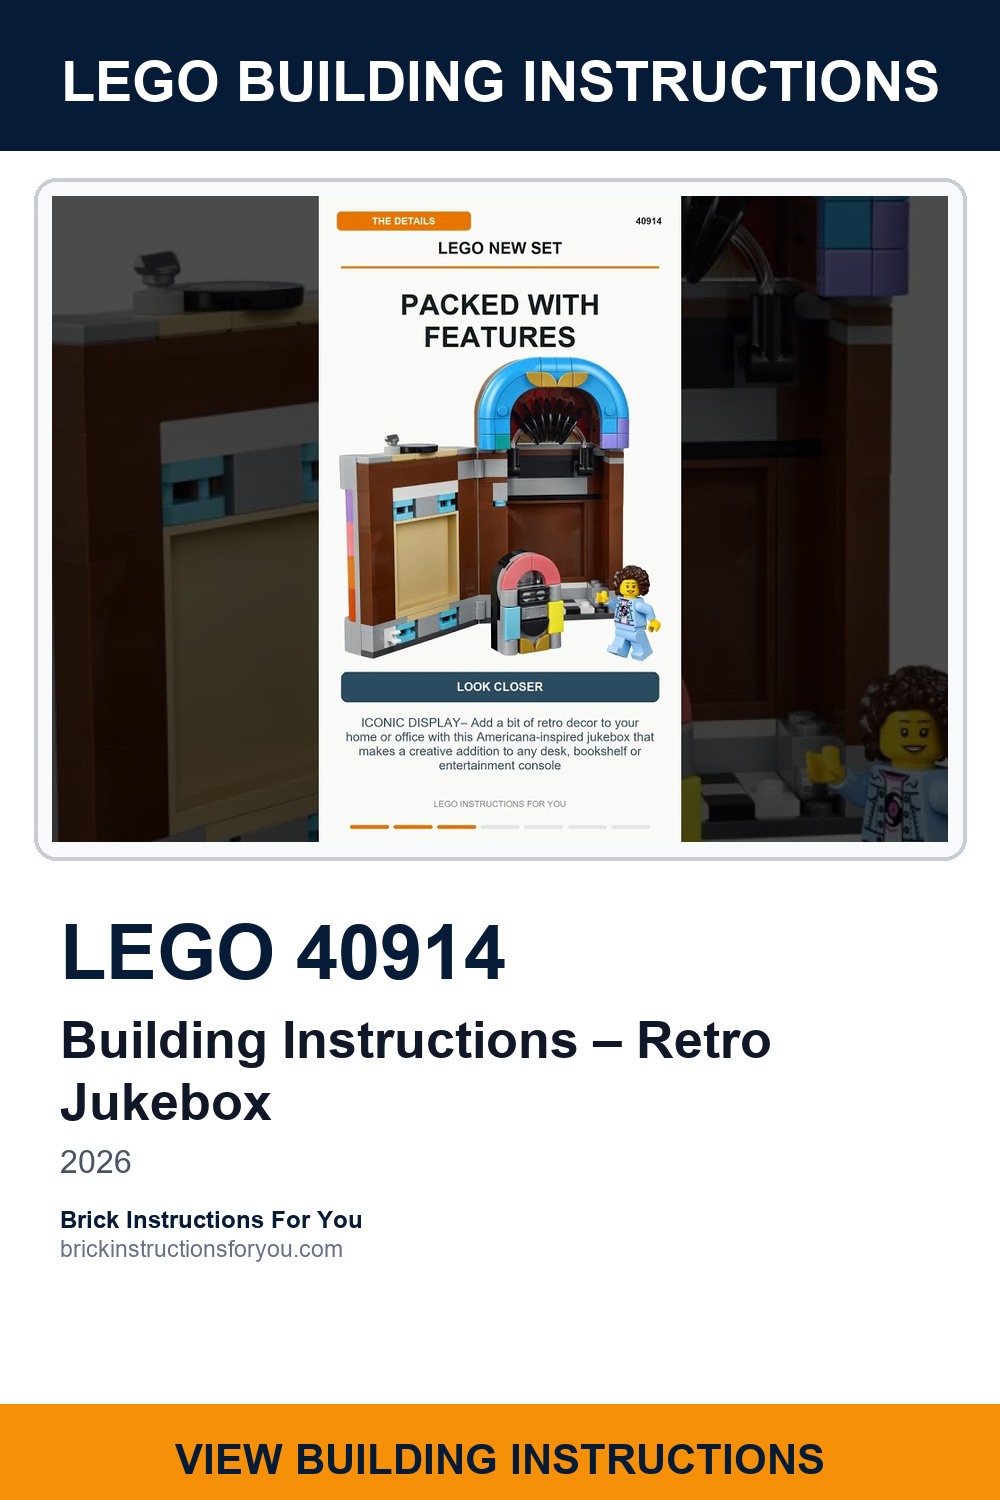 LEGO BUILDING INSTRUCTIONS
THE DETAILS
40914
LEGO NEW SET
PACKED WITH
FEATURES
LOOK CLOSER
ICONIC DISPLAY– Add a bit of retro decor to your
home or office with this Americana-inspired jukebox that
makes a creative addition to any desk, bookshelf or
entertainment console
LEGO INSTRUCTIONS FOR YOU
LEGO 40914
Building Instructions – Retro
Jukebox
2026
Brick Instructions For You
brickinstructionsforyou.com
VIEW BUILDING INSTRUCTIONS